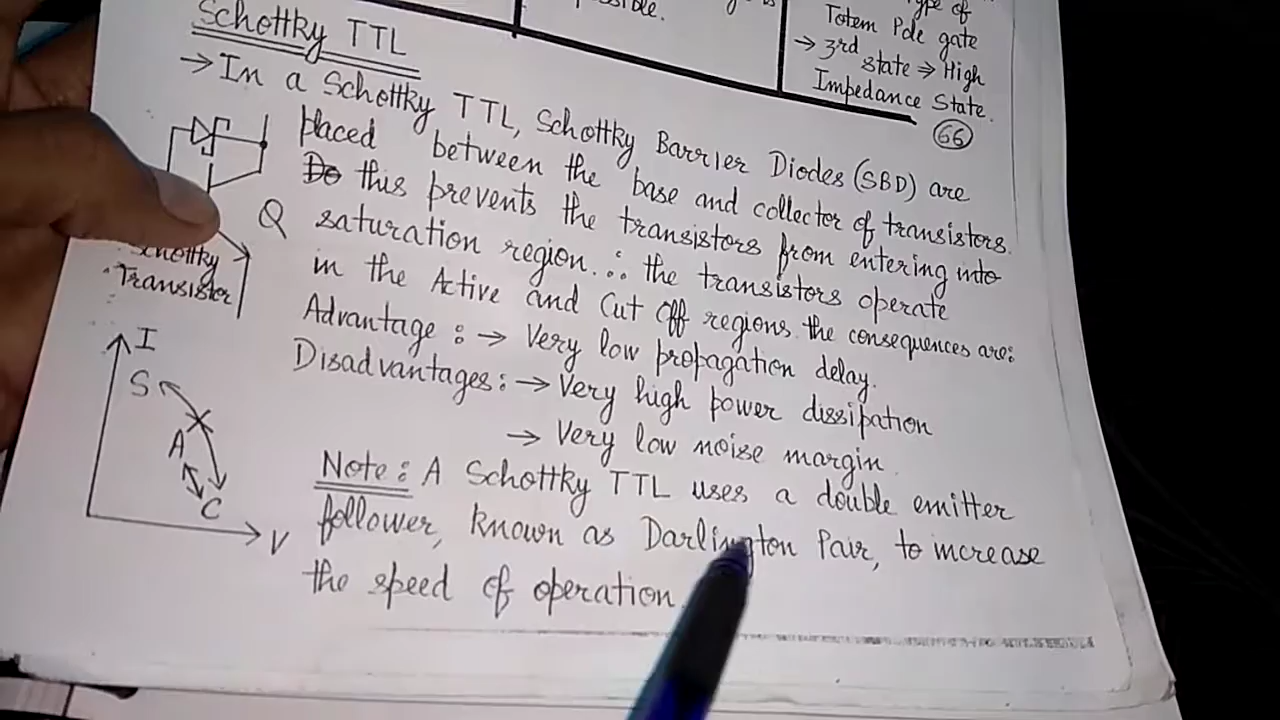 Type of
Totem Pole gate
→ 3rd state ⇒ High
Impedance State.
66
Schottky TTL
→ In a Schottky TTL, Schottky Barrier Diodes (SBD) are
placed between the base and collector of transistors.
Do this prevents the transistors from entering into
saturation region. ∴ the transistors operate
in the Active and Cut Off regions the consequences are:
Advantage : → Very low propagation delay.
Disadvantages : → Very high power dissipation
→ Very low noise margin.
Note : A Schottky TTL uses a double emitter
follower, known as Darlington Pair, to increase
the speed of operation.
Q
Schottky
Transistor
I
S
A
C
V